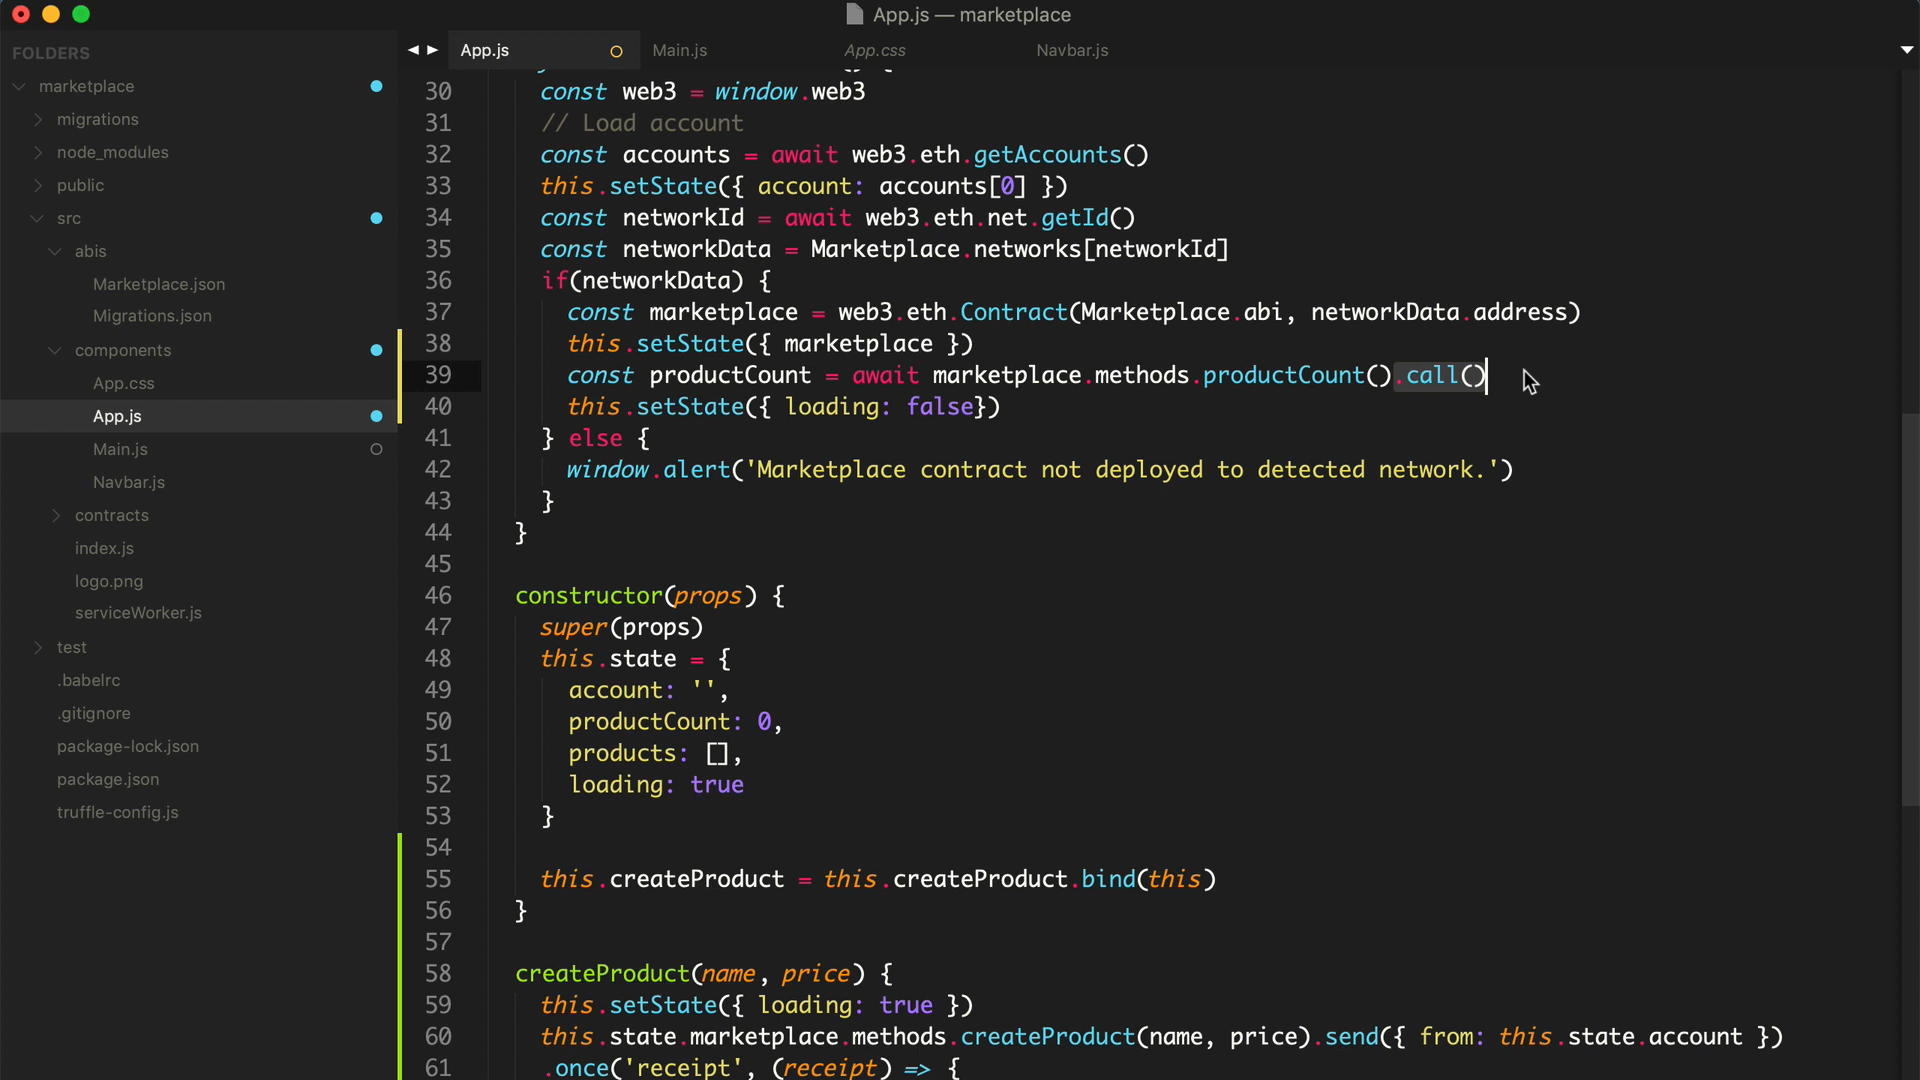 App.js — marketplace
FOLDERS
marketplace
migrations
node_modules
public
src
abis
Marketplace.json
Migrations.json
components
App.css
App.js
Main.js
Navbar.js
contracts
index.js
logo.png
serviceWorker.js
test
.babelrc
.gitignore
package-lock.json
package.json
truffle-config.js
App.js
Main.js
App.css
Navbar.js
30 const web3 = window.web3
31 // Load account
32 const accounts = await web3.eth.getAccounts()
33 this.setState({ account: accounts[0] })
34 const networkId = await web3.eth.net.getId()
35 const networkData = Marketplace.networks[networkId]
36 if(networkData) {
37 const marketplace = web3.eth.Contract(Marketplace.abi, networkData.address)
38 this.setState({ marketplace })
39 const productCount = await marketplace.methods.productCount().call()
40 this.setState({ loading: false})
41 } else {
42 window.alert('Marketplace contract not deployed to detected network.')
43 }
44 }
45
46 constructor(props) {
47 super(props)
48 this.state = {
49 account: '',
50 productCount: 0,
51 products: [],
52 loading: true
53 }
54
55 this.createProduct = this.createProduct.bind(this)
56 }
57
58 createProduct(name, price) {
59 this.setState({ loading: true })
60 this.state.marketplace.methods.createProduct(name, price).send({ from: this.state.account })
61 .once('receipt', (receipt) => {